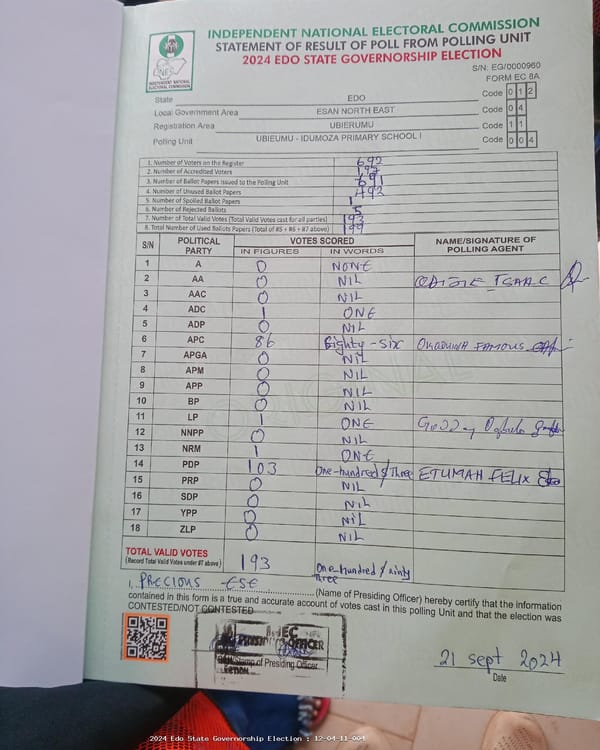 INDEPENDENT NATIONAL ELECTORAL COMMISSION
STATEMENT OF RESULT OF POLL FROM POLLING UNIT
2024 EDO STATE GOVERNORSHIP ELECTION
INDEPENDENT NATIONAL ELECTORAL COMMISSION
S/N: EG/0000960
FORM EC 8A
State EDO Code 0 1 2
Local Government Area ESAN NORTH EAST Code 0 4
Registration Area UBIERUMU Code 1 1
Polling Unit UBIEUMU - IDUMOZA PRIMARY SCHOOL I Code 0 0 4
1. Number of Voters on the Register 692
2. Number of Accredited Voters
3. Number of Ballot Papers issued to the Polling Unit 691
4. Number of Unused Ballot Papers 492
5. Number of Spoiled Ballot Papers 1
6. Number of Rejected Ballots 5
7. Number of Total Valid Votes (Total Valid Votes cast for all parties) 193
8. Total Number of Used Ballots Papers (Total of #5 + #6 + #7 above) 199
S/N POLITICAL PARTY VOTES SCORED NAME/SIGNATURE OF POLLING AGENT
IN FIGURES IN WORDS
1 A 0 NONE
2 AA 0 NIL
3 AAC 0 NIL
4 ADC 1 ONE
5 ADP 0 NIL
6 APC 86 Eighty-six FAMOUS
7 APGA 0 NIL
8 APM 0 NIL
9 APP 0 NIL
10 BP 0 NIL
11 LP 1 ONE
12 NNPP 0 NIL
13 NRM 1 ONE
14 PDP 103 One-hundred $ Three ETUMAH FELIX
15 PRP 0 NIL
16 SDP 0 NIL
17 YPP 0 NIL
18 ZLP 0 NIL
TOTAL VALID VOTES
(Record Total Valid Votes under #7 above) 193 One-hundred $ ninty three
I, PRECIOUS ESE (Name of Presiding Officer) hereby certify that the information
contained in this form is a true and accurate account of votes cast in this polling Unit and that the election was
CONTESTED/NOT CONTESTED
INEC
PRESIDING OFFICER
Stamp of Presiding Officer
21 sept 2024
Date
2024 Edo State Governorship Election : 12-04-11-004